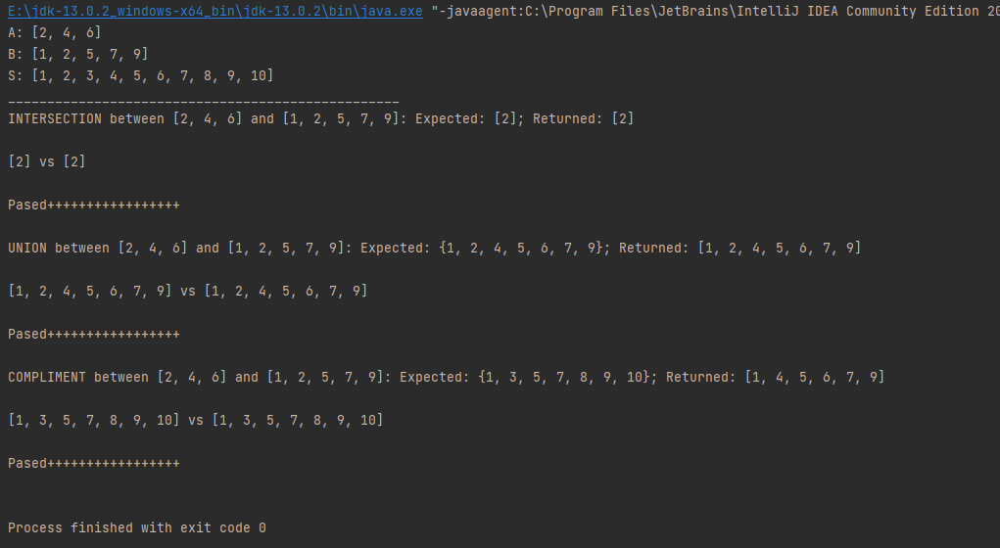 E:\jdk-13.0.2_windows-x64_bin\jdk-13.0.2\bin\java.exe "-javaagent:C:\Program Files\JetBrains\IntelliJ IDEA Community Edition 20
A: [2, 4, 6]
B: [1, 2, 5, 7, 9]
S: [1, 2, 3, 4, 5, 6, 7, 8, 9, 10]
__________________________________________________
INTERSECTION between [2, 4, 6] and [1, 2, 5, 7, 9]: Expected: [2]; Returned: [2]
[2] vs [2]
Pased+++++++++++++++++
UNION between [2, 4, 6] and [1, 2, 5, 7, 9]: Expected: {1, 2, 4, 5, 6, 7, 9}; Returned: [1, 2, 4, 5, 6, 7, 9]
[1, 2, 4, 5, 6, 7, 9] vs [1, 2, 4, 5, 6, 7, 9]
Pased+++++++++++++++++
COMPLIMENT between [2, 4, 6] and [1, 2, 5, 7, 9]: Expected: {1, 3, 5, 7, 8, 9, 10}; Returned: [1, 4, 5, 6, 7, 9]
[1, 3, 5, 7, 8, 9, 10] vs [1, 3, 5, 7, 8, 9, 10]
Pased+++++++++++++++++
Process finished with exit code 0